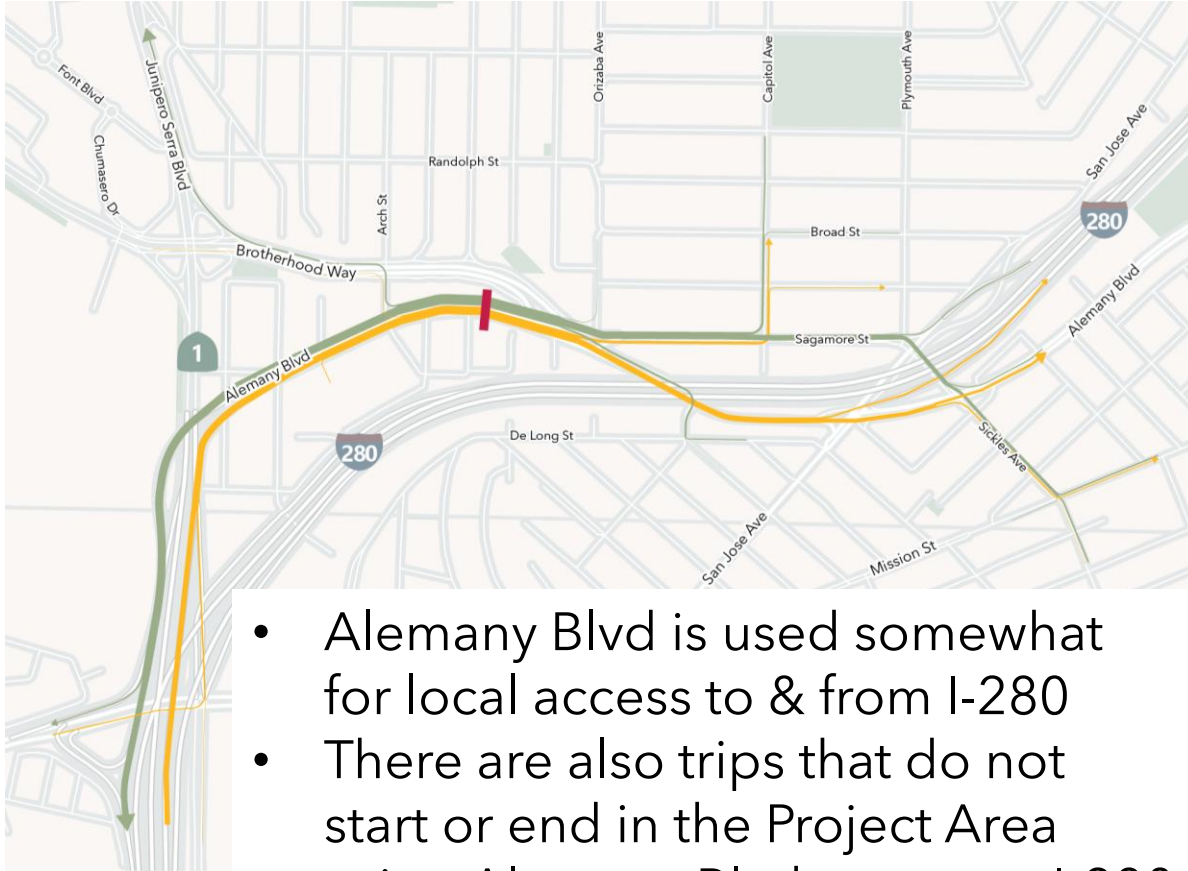 Font Blvd
Junipero Serra Blvd
Chumasero Dr
Orizaba Ave
Capitol Ave
Plymouth Ave
San Jose Ave
280
Randolph St
Arch St
Broad St
Brotherhood Way
Alemany Blvd
1
Sagamore St
Alemany Blvd
280
De Long St
Sickles Ave
San Jose Ave
Mission St
• Alemany Blvd is used somewhat
for local access to & from I-280
• There are also trips that do not
start or end in the Project Area